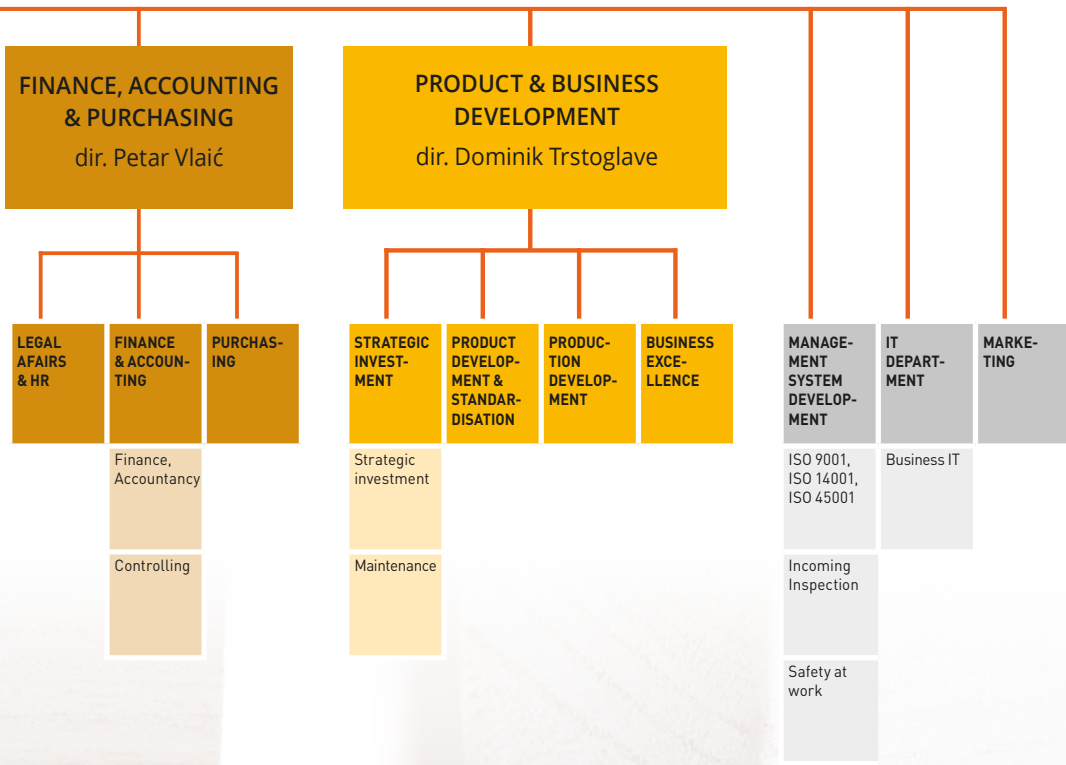 FINANCE, ACCOUNTING
& PURCHASING
dir. Petar Vlaić
PRODUCT & BUSINESS
DEVELOPMENT
dir. Dominik Trstoglave
LEGAL
AFAIRS
& HR
FINANCE
& ACCOUN-
TING
PURCHAS-
ING
STRATEGIC
INVEST-
MENT
PRODUCT
DEVELOP-
MENT &
STANDAR-
DISATION
PRODUC-
TION
DEVELOP-
MENT
BUSINESS
EXCE-
LLENCE
MANAGE-
MENT
SYSTEM
DEVELOP-
MENT
IT
DEPART-
MENT
MARKE-
TING
Finance,
Accountancy
Strategic
investment
ISO 9001,
ISO 14001,
ISO 45001
Business IT
Controlling
Maintenance
Incoming
Inspection
Safety at
work